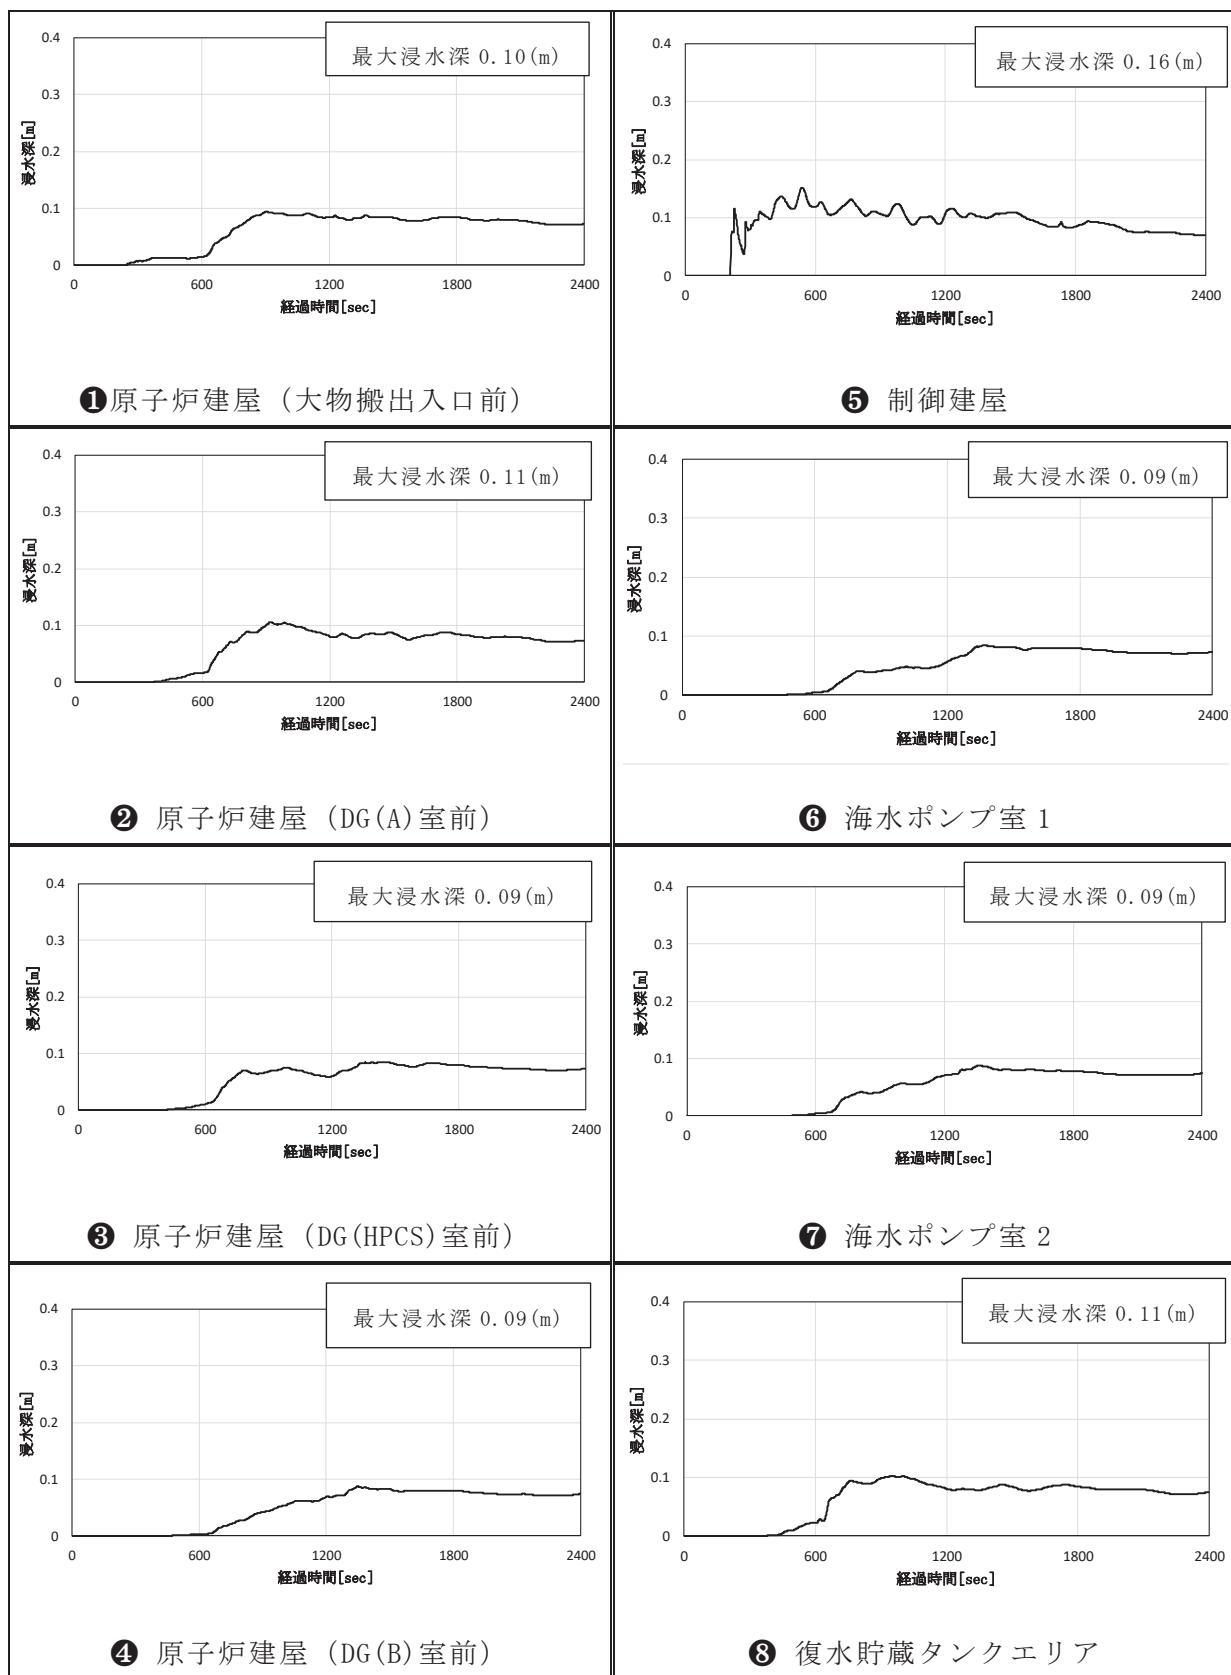 最大浸水深 0.10(m)
0.4
0.3
0.2
0.1
0
浸水深[m]
0 600 1200 1800 2400
経過時間[sec]
❶原子炉建屋（大物搬出入口前）
最大浸水深 0.16(m)
0.4
0.3
0.2
0.1
0
浸水深[m]
0 600 1200 1800 2400
経過時間[sec]
❺ 制御建屋
最大浸水深 0.11(m)
0.4
0.3
0.2
0.1
0
浸水深[m]
0 600 1200 1800 2400
経過時間[sec]
❷ 原子炉建屋（DG(A)室前）
最大浸水深 0.09(m)
0.4
0.3
0.2
0.1
0
浸水深[m]
0 600 1200 1800 2400
経過時間[sec]
❻ 海水ポンプ室 1
最大浸水深 0.09(m)
0.4
0.3
0.2
0.1
0
浸水深[m]
0 600 1200 1800 2400
経過時間[sec]
❸ 原子炉建屋（DG(HPCS)室前）
最大浸水深 0.09(m)
0.4
0.3
0.2
0.1
0
浸水深[m]
0 600 1200 1800 2400
経過時間[sec]
❼ 海水ポンプ室 2
最大浸水深 0.09(m)
0.4
0.3
0.2
0.1
0
浸水深[m]
0 600 1200 1800 2400
経過時間[sec]
❹ 原子炉建屋（DG(B)室前）
最大浸水深 0.11(m)
0.4
0.3
0.2
0.1
0
浸水深[m]
0 600 1200 1800 2400
経過時間[sec]
❽ 復水貯蔵タンクエリア